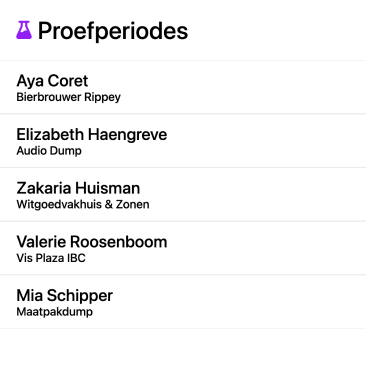 Proefperiodes
Aya Coret
Bierbrouwer Rippey
Elizabeth Haengreve
Audio Dump
Zakaria Huisman
Witgoedvakhuis & Zonen
Valerie Roosenboom
Vis Plaza IBC
Mia Schipper
Maatpakdump